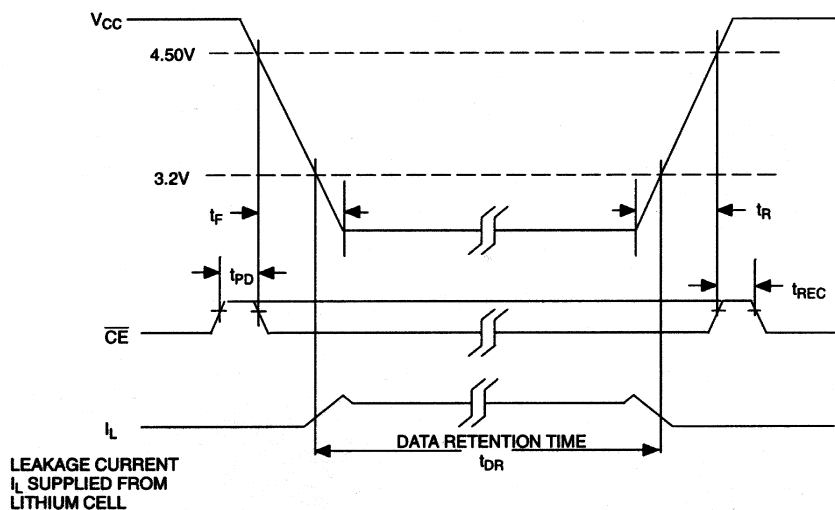 VCC
4.50V
3.2V
tF
tR
tPD
tREC
CE
IL
DATA RETENTION TIME
tDR
LEAKAGE CURRENT
IL SUPPLIED FROM
LITHIUM CELL